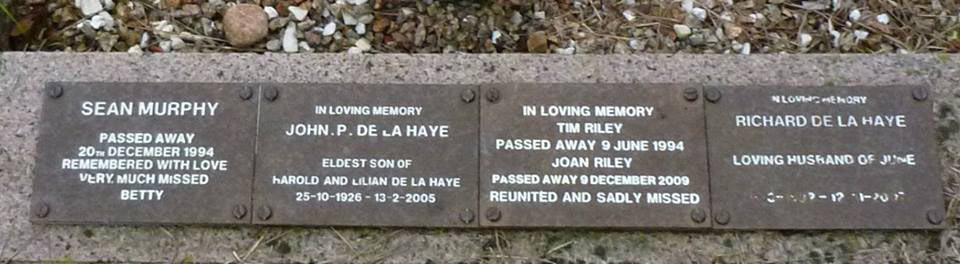 SEAN MURPHY
PASSED AWAY
20TH DECEMBER 1994
REMEMBERED WITH LOVE
VERY MUCH MISSED
BETTY
IN LOVING MEMORY
JOHN. P. DE LA HAYE
ELDEST SON OF
HAROLD AND LILIAN DE LA HAYE
25-10-1926 - 13-2-2005
IN LOVING MEMORY
TIM RILEY
PASSED AWAY 9 JUNE 1994
JOAN RILEY
PASSED AWAY 9 DECEMBER 2009
REUNITED AND SADLY MISSED
IN LOVING MEMORY
RICHARD DE LA HAYE
LOVING HUSBAND OF JUNE